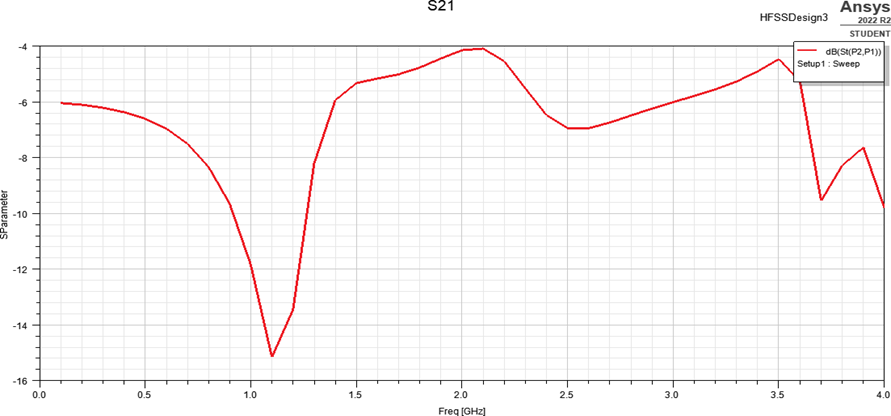 S21
HFSSDesign3
Ansys
2022 R2
STUDENT
dB(St(P2,P1))
Setup1 : Sweep
-4
-6
-8
-10
-12
-14
-16
SParameter
0.0 0.5 1.0 1.5 2.0 2.5 3.0 3.5 4.0
Freq [GHz]